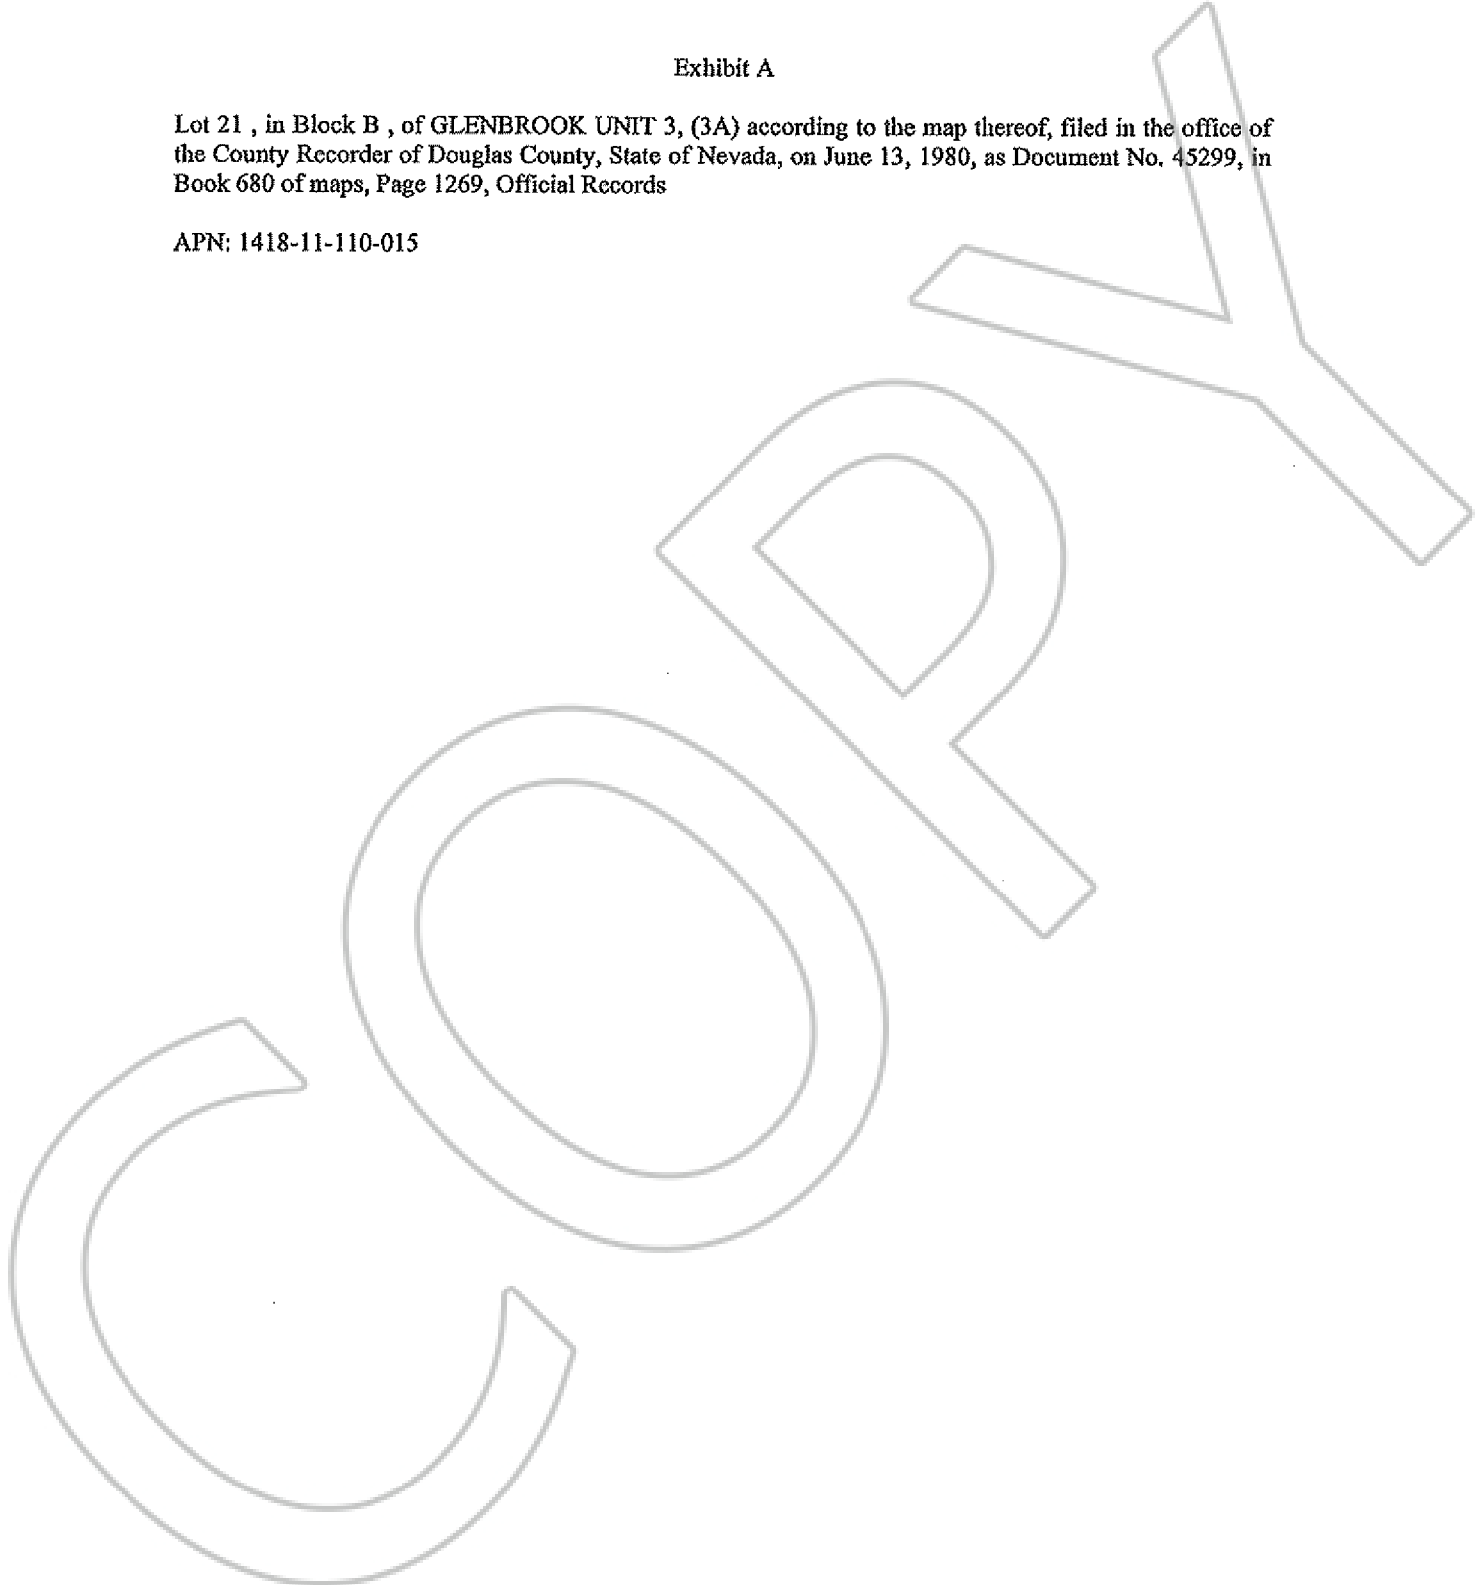 Exhibit A
Lot 21 , in Block B , of GLENBROOK UNIT 3, (3A) according to the map thereof, filed in the office of
the County Recorder of Douglas County, State of Nevada, on June 13, 1980, as Document No. 45299, in
Book 680 of maps, Page 1269, Official Records
APN: 1418-11-110-015
COPY